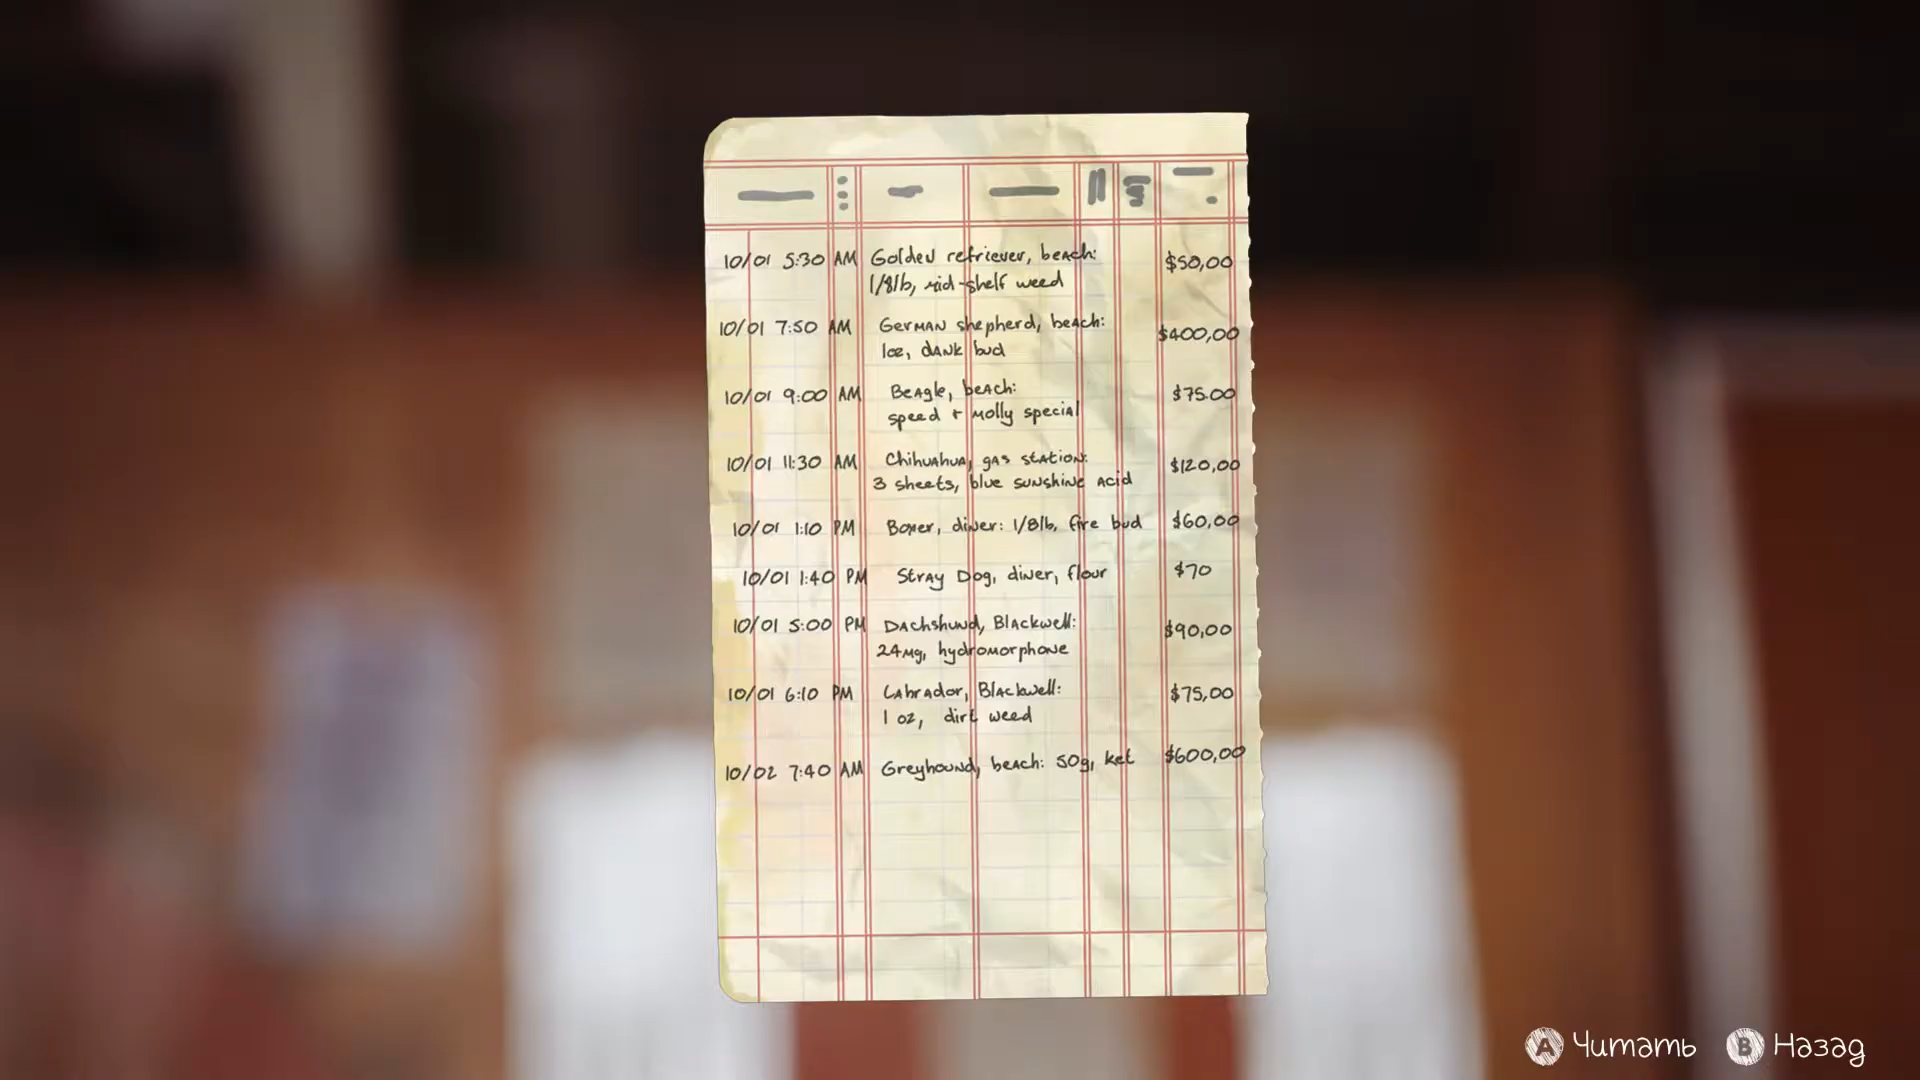 10/01 5:30 AM Golden retriever, beach: $50,00
1/8lb, mid-shelf weed
10/01 7:50 AM German shepherd, beach: $400,00
1oz, dank bud
10/01 9:00 AM Beagle, beach: $75.00
speed + Molly special
10/01 11:30 AM Chihuahua, gas station: $120,00
3 sheets, blue sunshine acid
10/01 1:10 PM Boxer, diner: 1/8lb, fire bud $60,00
10/01 1:40 PM Stray Dog, diner, flour $70
10/01 5:00 PM Dachshund, Blackwell: $90,00
24mg, hydromorphone
10/01 6:10 PM Labrador, Blackwell: $75,00
1 oz, dirt weed
10/02 7:40 AM Greyhound, beach: 50g, ket $600,00
A Читать B Назад